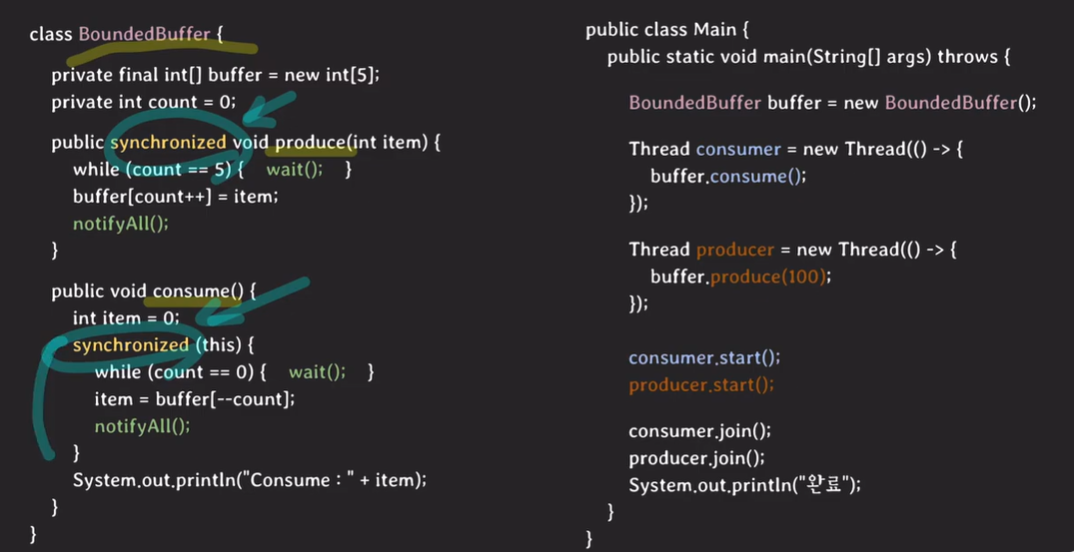 class BoundedBuffer {
private final int[] buffer = new int[5];
private int count = 0;
public synchronized void produce(int item) {
while (count == 5) { wait(); }
buffer[count++] = item;
notifyAll();
}
public void consume() {
int item = 0;
synchronized (this) {
while (count == 0) { wait(); }
item = buffer[--count];
notifyAll();
}
System.out.println("Consume : " + item);
}
}
public class Main {
public static void main(String[] args) throws {
BoundedBuffer buffer = new BoundedBuffer();
Thread consumer = new Thread(() -> {
buffer.consume();
});
Thread producer = new Thread(() -> {
buffer.produce(100);
});
consumer.start();
producer.start();
consumer.join();
producer.join();
System.out.println("완료");
}
}